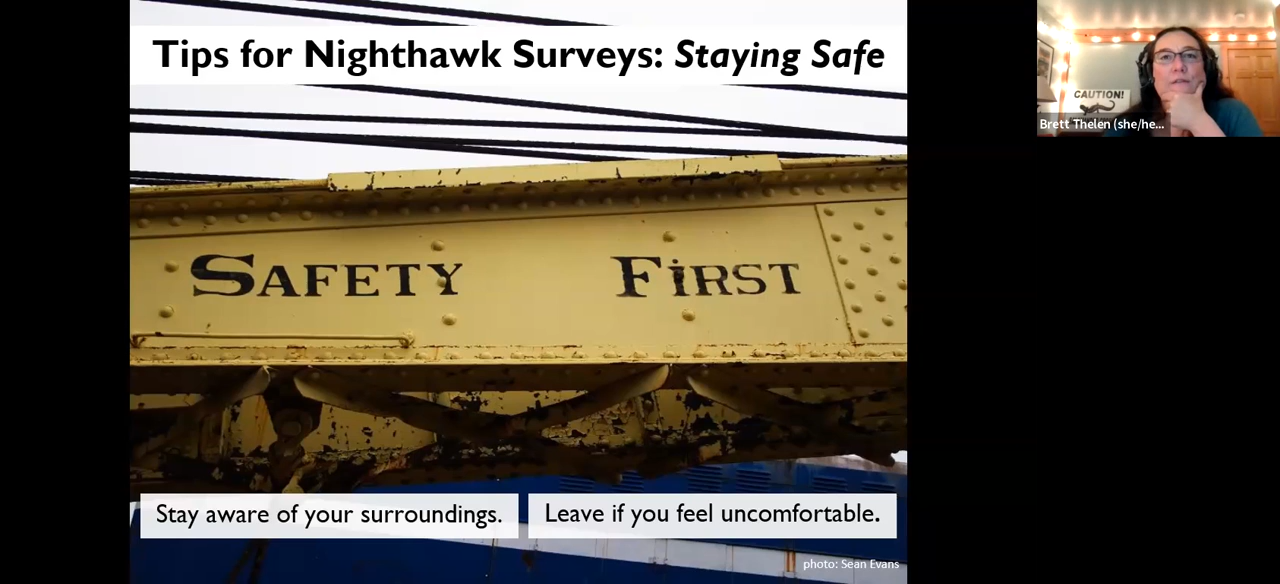 Tips for Nighthawk Surveys: Staying Safe
CAUTION!
Brett Thelen (she/he...
SAFETY FIRST
Stay aware of your surroundings.
Leave if you feel uncomfortable.
photo: Sean Evans